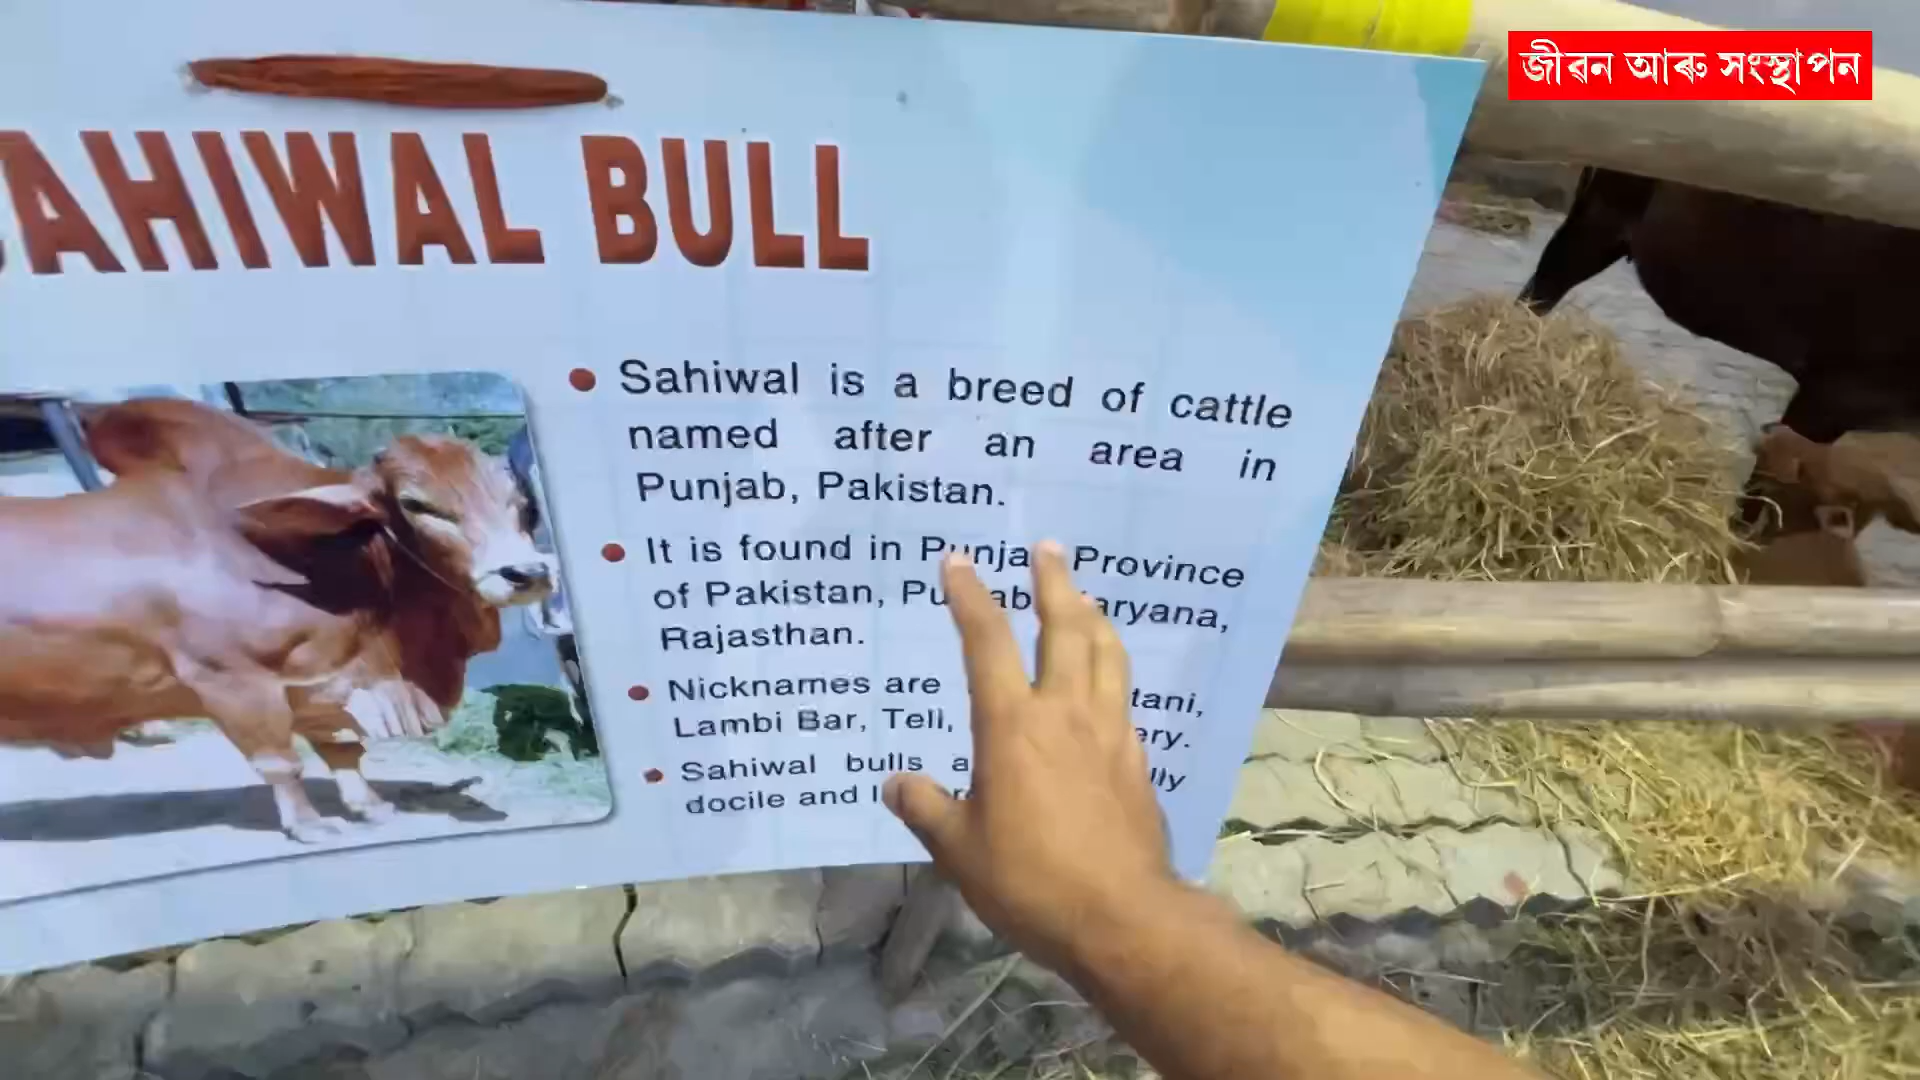 জীৱন আৰু সংস্থাপন
AHIWAL BULL
Sahiwal is a breed of cattle
named after an area in
Punjab, Pakistan.
It is found in Province
of Pakistan, Rajasthan.
Nicknames are
Lambi Bar, Teli,
Sahiwal bulls
docile and